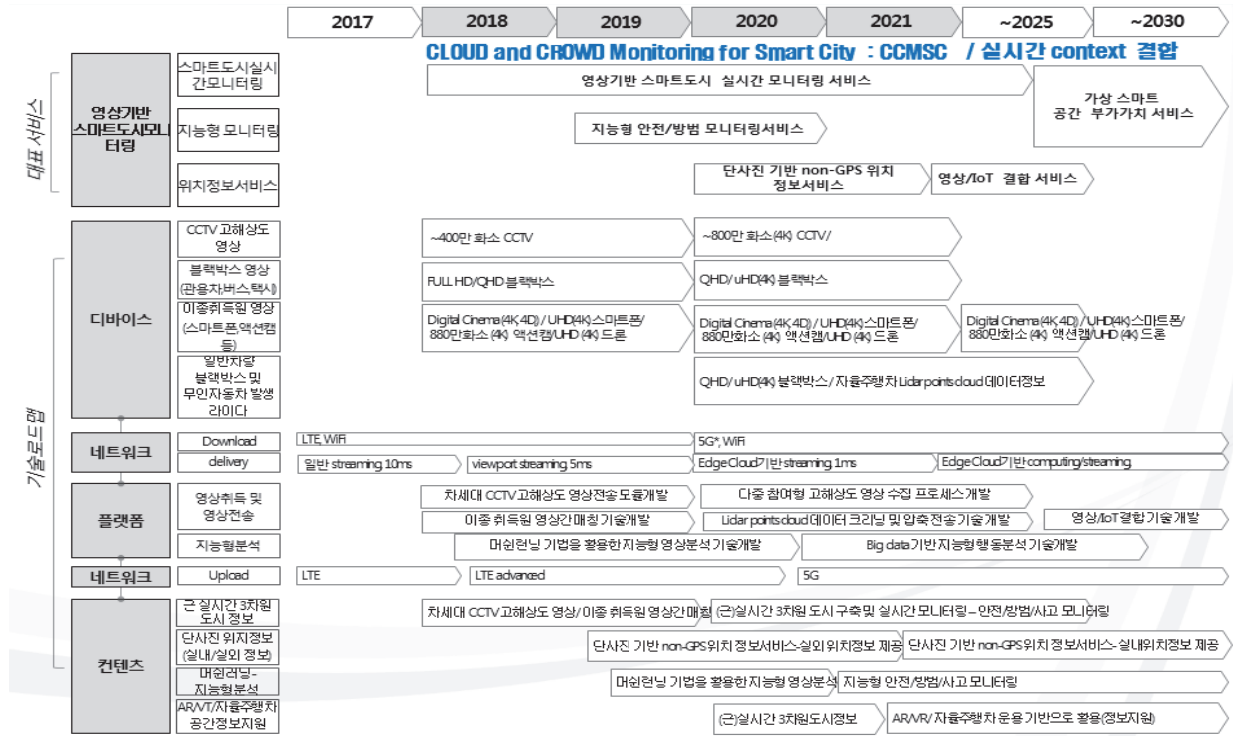 2017 2018 2019 2020 2021 ~2025 ~2030
CLOUD and CROWD Monitoring for Smart City : CCMSC / 실시간 context 결합
대표 서비스
영상기반
스마트도시모니
터링
스마트도시실시
간모니터링
영상기반 스마트도시 실시간 모니터링 서비스
가상 스마트
공간 부가가치 서비스
지능형 모니터링
지능형 안전/방범 모니터링서비스
위치정보서비스
단사진 기반 non-GPS 위치
정보서비스
영상/IoT 결합 서비스
기술로드맵
디바이스
CCTV 고해상도
영상
~400만 화소 CCTV
~800만 화소(4K) CCTV/
블랙박스 영상
(관용차,버스,택시)
FULL HD/QHD 블랙박스
QHD/uHD(4K) 블랙박스
이종취득원 영상
(스마트폰,액션캠
등)
Digital Cinema(4K,4D) / UHD(4K)스마트폰/
880만화소 (4K) 액션캠/UHD (4K) 드론
Digital Cinema(4K,4D) / UHD(4K)스마트폰/
880만화소 (4K) 액션캠/UHD (4K) 드론
Digital Cinema(4K,4D) / UHD(4K)스마트폰/
880만화소 (4K) 액션캠/UHD (4K) 드론
일반차량
블랙박스 및
무인자동차 발생
라이다
QHD/uHD(4K) 블랙박스 / 자율주행차 Lidar points cloud 데이터정보
네트워크
Download
LTE, WiFi
5G*, WiFi
delivery
일반 streaming 10ms
viewport streaming 5ms
Edge Cloud기반 streaming 1ms
Edge Cloud기반 computing/streaming
플랫폼
영상취득 및
영상전송
차세대 CCTV 고해상도 영상전송 모듈개발
다중 참여형 고해상도 영상 수집 프로세스 개발
이종 취득원 영상간 매칭기술개발
Lidar points cloud 데이터 크리닝 및 압축 전송기술개발
영상/IoT결합기술개발
지능형분석
머쉰런닝 기법을 활용한 지능형 영상분석 기술개발
Big data기반 지능형행동분석기술개발
네트워크
Upload
LTE
LTE advanced
5G
컨텐츠
근 실시간 3차원
도시 정보
차세대 CCTV 고해상도 영상/ 이종 취득원 영상간 매칭
(근)실시간 3차원 도시 구축 및 실시간 모니터링 – 안전/방범/사고 모니터링
단사진 위치정보
(실내/실외 정보)
단사진 기반 non-GPS위치 정보서비스-실외 위치정보 제공
단사진 기반 non-GPS위치 정보서비스- 실내위치정보 제공
머쉰러닝-
지능형분석
머쉰런닝 기법을 활용한 지능형 영상분석
지능형 안전/방범/사고 모니터링
AR/VT/자율주행차
공간정보지원
(근)실시간 3차원도시정보
AR/VR/ 자율주행차 운용 기반으로 활용(정보지원)